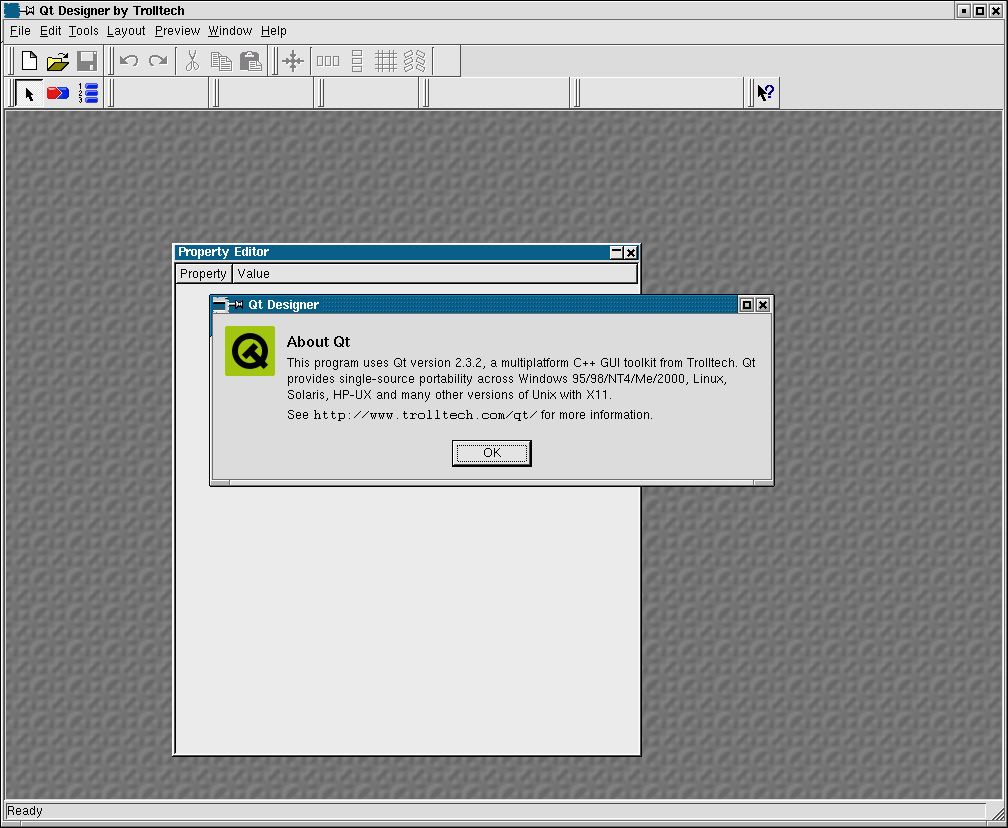 Qt Designer by Trolltech
File Edit Tools Layout Preview Window Help
1
2
3
?
Property Editor
Property Value
Qt Designer
About Qt
This program uses Qt version 2.3.2, a multiplatform C++ GUI toolkit from Trolltech. Qt
provides single-source portability across Windows 95/98/NT4/Me/2000, Linux,
Solaris, HP-UX and many other versions of Unix with X11.
See http://www.trolltech.com/qt/ for more information.
OK
Ready